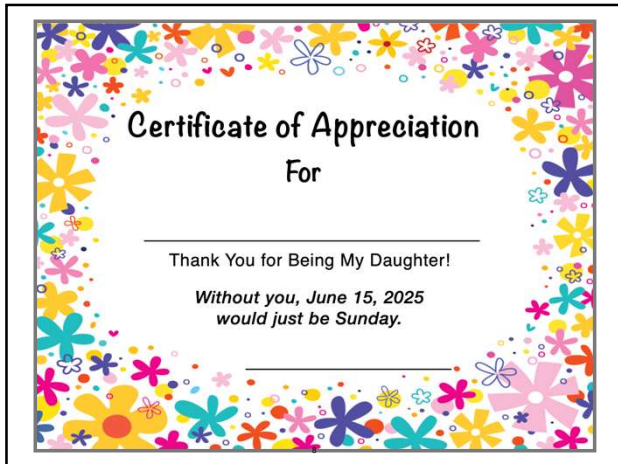 Certificate of Appreciation
For
Thank You for Being My Daughter!
Without you, June 15, 2025
would just be Sunday.
8